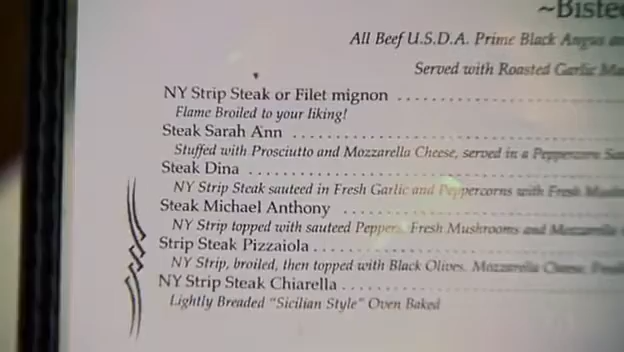 ~Biste
All Beef U.S.D.A. Prime Black Angus
Served with Roasted Garlic
NY Strip Steak or Filet mignon ....................
Flame Broiled to your liking!
Steak Sarah Ann ....................
Stuffed with Prosciutto and Mozzarella Cheese, served in a Peppercorn
Steak Dina ....................
NY Strip Steak sauteed in Fresh Garlic and Peppercorns with Fresh
Steak Michael Anthony ....................
NY Strip topped with sauteed Peppers, Fresh Mushrooms and Mozzarella
Strip Steak Pizzaiola ....................
NY Strip, broiled, then topped with Black Olives, Mozzarella Cheese,
NY Strip Steak Chiarella ....................
Lightly Breaded "Sicilian Style" Oven Baked